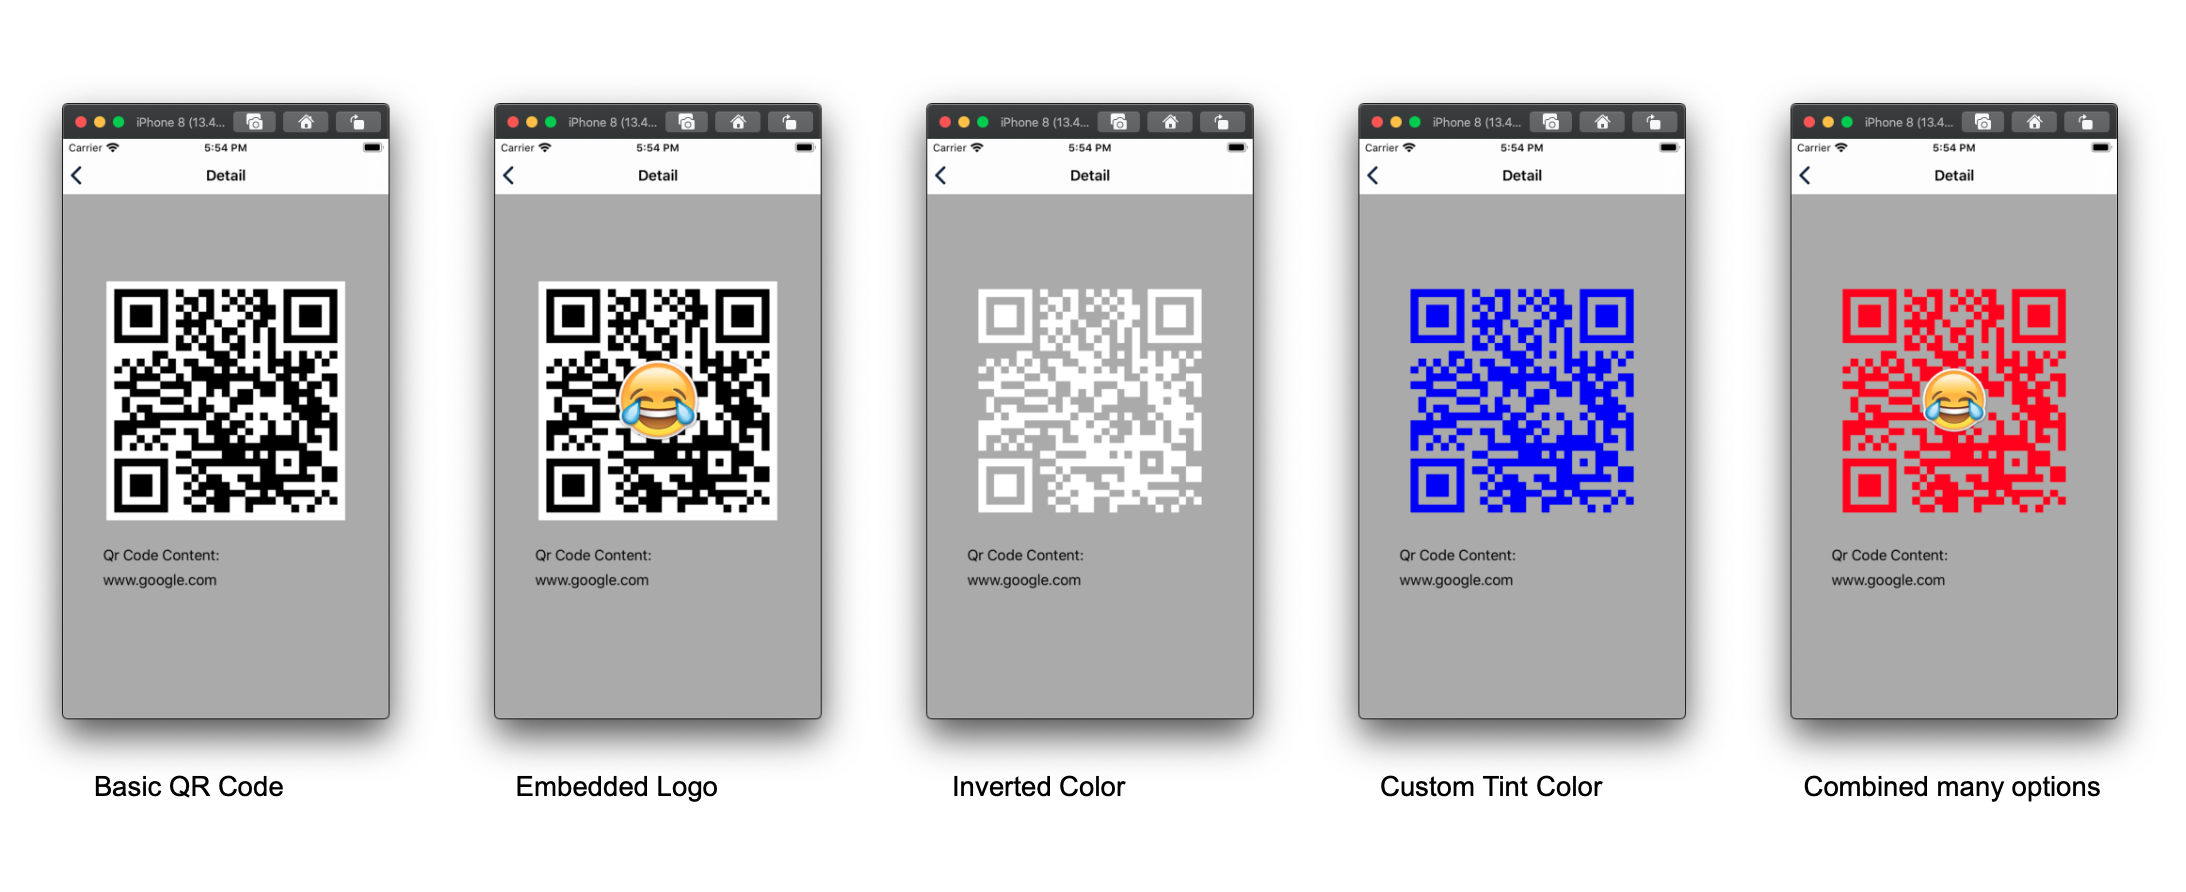 iPhone 8 (13.4...
Carrier 5:54 PM
Detail
Qr Code Content:
www.google.com
Basic QR Code
iPhone 8 (13.4...
Carrier 5:54 PM
Detail
Qr Code Content:
www.google.com
Embedded Logo
iPhone 8 (13.4...
Carrier 5:54 PM
Detail
Qr Code Content:
www.google.com
Inverted Color
iPhone 8 (13.4...
Carrier 5:54 PM
Detail
Qr Code Content:
www.google.com
Custom Tint Color
iPhone 8 (13.4...
Carrier 5:54 PM
Detail
Qr Code Content:
www.google.com
Combined many options